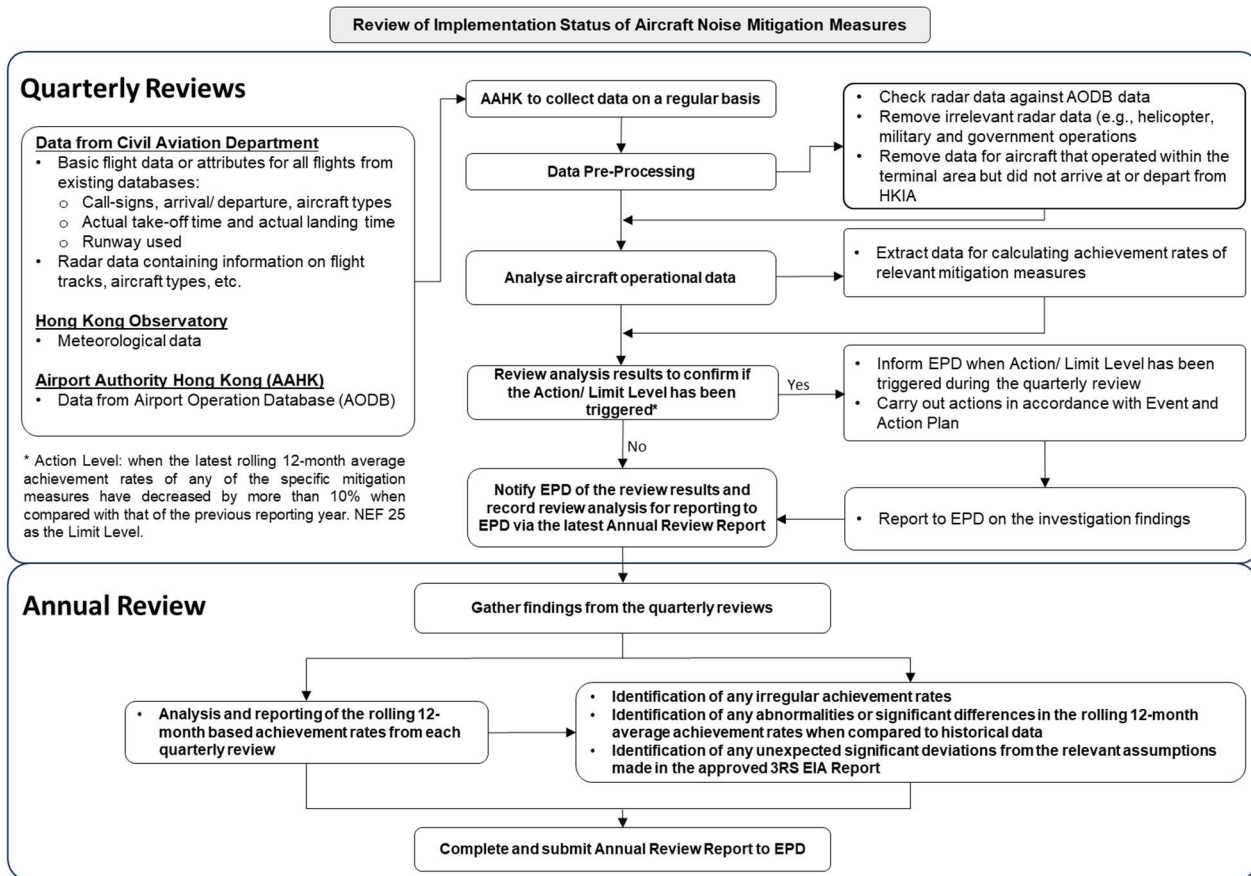 Review of Implementation Status of Aircraft Noise Mitigation Measures
Quarterly Reviews
Data from Civil Aviation Department
• Basic flight data or attributes for all flights from
existing databases:
o Call-signs, arrival/ departure, aircraft types
o Actual take-off time and actual landing time
o Runway used
• Radar data containing information on flight
tracks, aircraft types, etc.
Hong Kong Observatory
• Meteorological data
Airport Authority Hong Kong (AAHK)
• Data from Airport Operation Database (AODB)
* Action Level: when the latest rolling 12-month average
achievement rates of any of the specific mitigation
measures have decreased by more than 10% when
compared with that of the previous reporting year. NEF 25
as the Limit Level.
AAHK to collect data on a regular basis
Data Pre-Processing
• Check radar data against AODB data
• Remove irrelevant radar data (e.g., helicopter,
military and government operations
• Remove data for aircraft that operated within the
terminal area but did not arrive at or depart from
HKIA
Analyse aircraft operational data
• Extract data for calculating achievement rates of
relevant mitigation measures
Review analysis results to confirm if
the Action/ Limit Level has been
triggered*
Yes
• Inform EPD when Action/ Limit Level has been
triggered during the quarterly review
• Carry out actions in accordance with Event and
Action Plan
No
Notify EPD of the review results and
record review analysis for reporting to
EPD via the latest Annual Review Report
• Report to EPD on the investigation findings
Annual Review
Gather findings from the quarterly reviews
• Analysis and reporting of the rolling 12-
month based achievement rates from each
quarterly review
• Identification of any irregular achievement rates
• Identification of any abnormalities or significant differences in the rolling 12-month
average achievement rates when compared to historical data
• Identification of any unexpected significant deviations from the relevant assumptions
made in the approved 3RS EIA Report
Complete and submit Annual Review Report to EPD